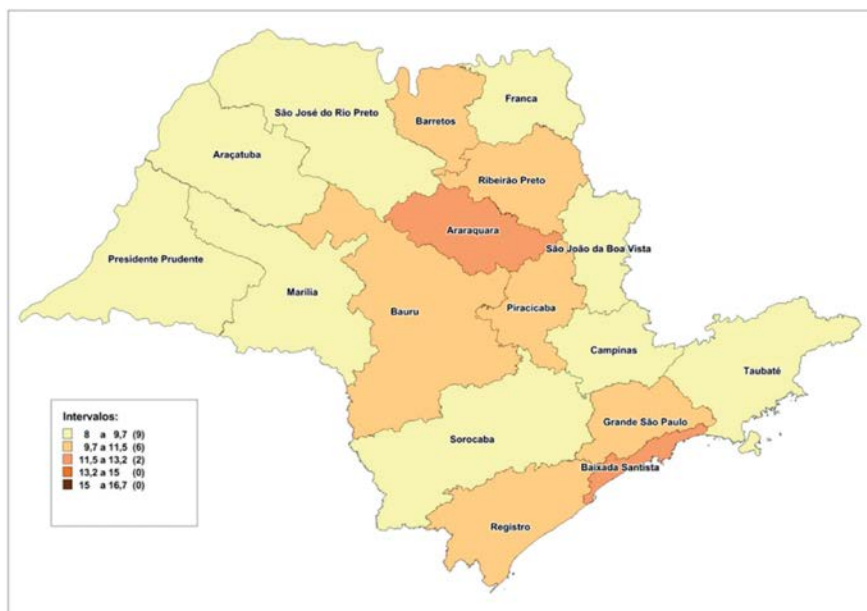 Franca
São José do Rio Preto
Barretos
Araçatuba
Ribeirão Preto
Araraquara
São João da Boa Vista
Presidente Prudente
Marília
Piracicaba
Bauru
Campinas
Taubaté
Grande São Paulo
Sorocaba
Baixada Santista
Registro
Intervalos:
8 a 9,7 (9)
9,7 a 11,5 (6)
11,5 a 13,2 (2)
13,2 a 15 (0)
15 a 16,7 (0)